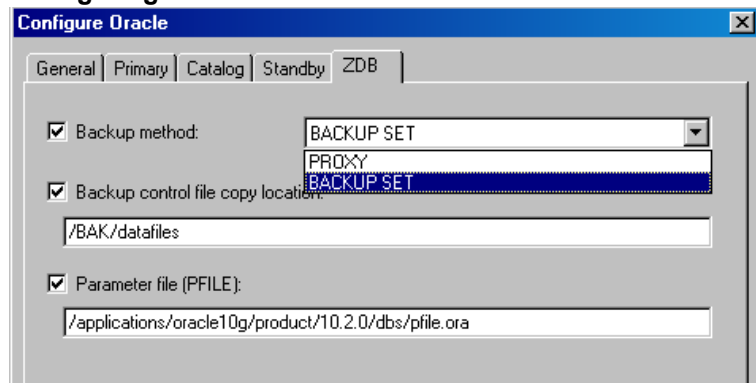 Configure Oracle
General Primary Catalog Standby ZDB
Backup method: BACKUP SET
PROXY
BACKUP SET
Backup control file copy location:
/BAK/datafiles
Parameter file (PFILE):
/applications/oracle10g/product/10.2.0/dbs/pfile.ora